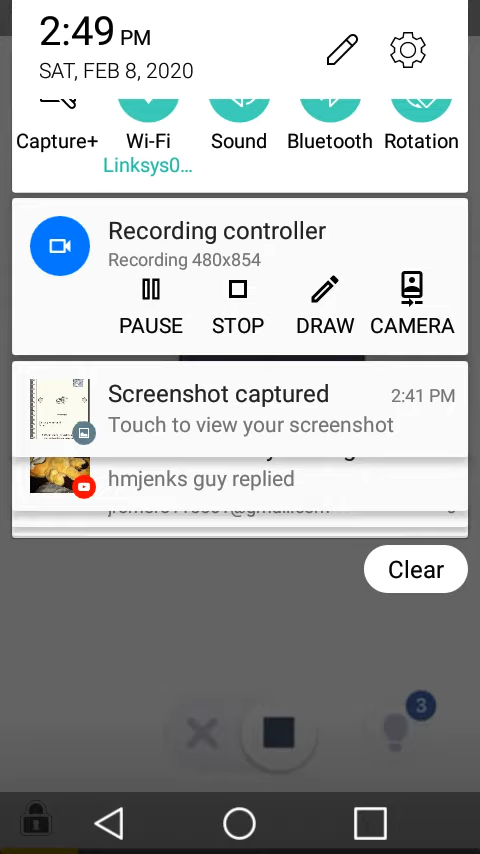 2:49 PM
SAT, FEB 8, 2020
Capture+ Wi-Fi Sound Bluetooth Rotation
Linksys0...
Recording controller
Recording 480x854
PAUSE STOP DRAW CAMERA
Screenshot captured 2:41 PM
Touch to view your screenshot
hmjenks guy replied
Clear
3